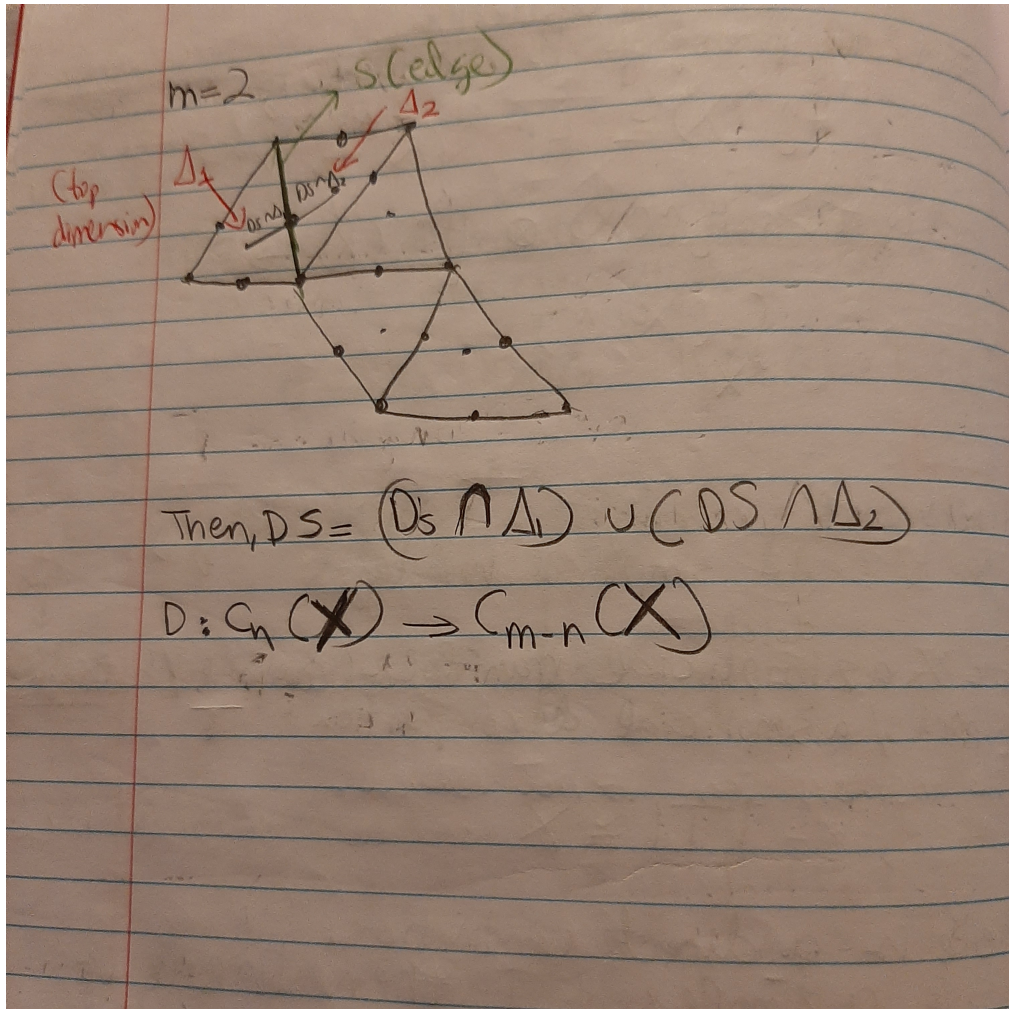 S (edge)
m=2
Δ2
Δ1
(top
dimension)
DS∩Δ2
DS∩Δ1
Then, DS = (DS ∩ Δ1) ∪ (DS ∩ Δ2)
D: Cn (X) → Cm-n (X)